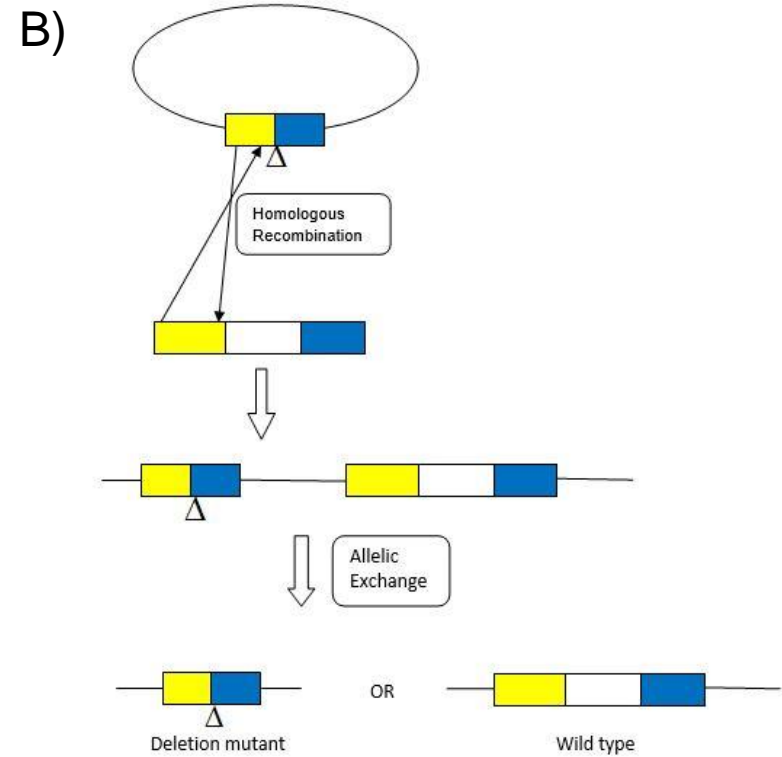 B)
Δ
Homologous
Recombination
Δ
Allelic
Exchange
OR
Δ
Deletion mutant
Wild type